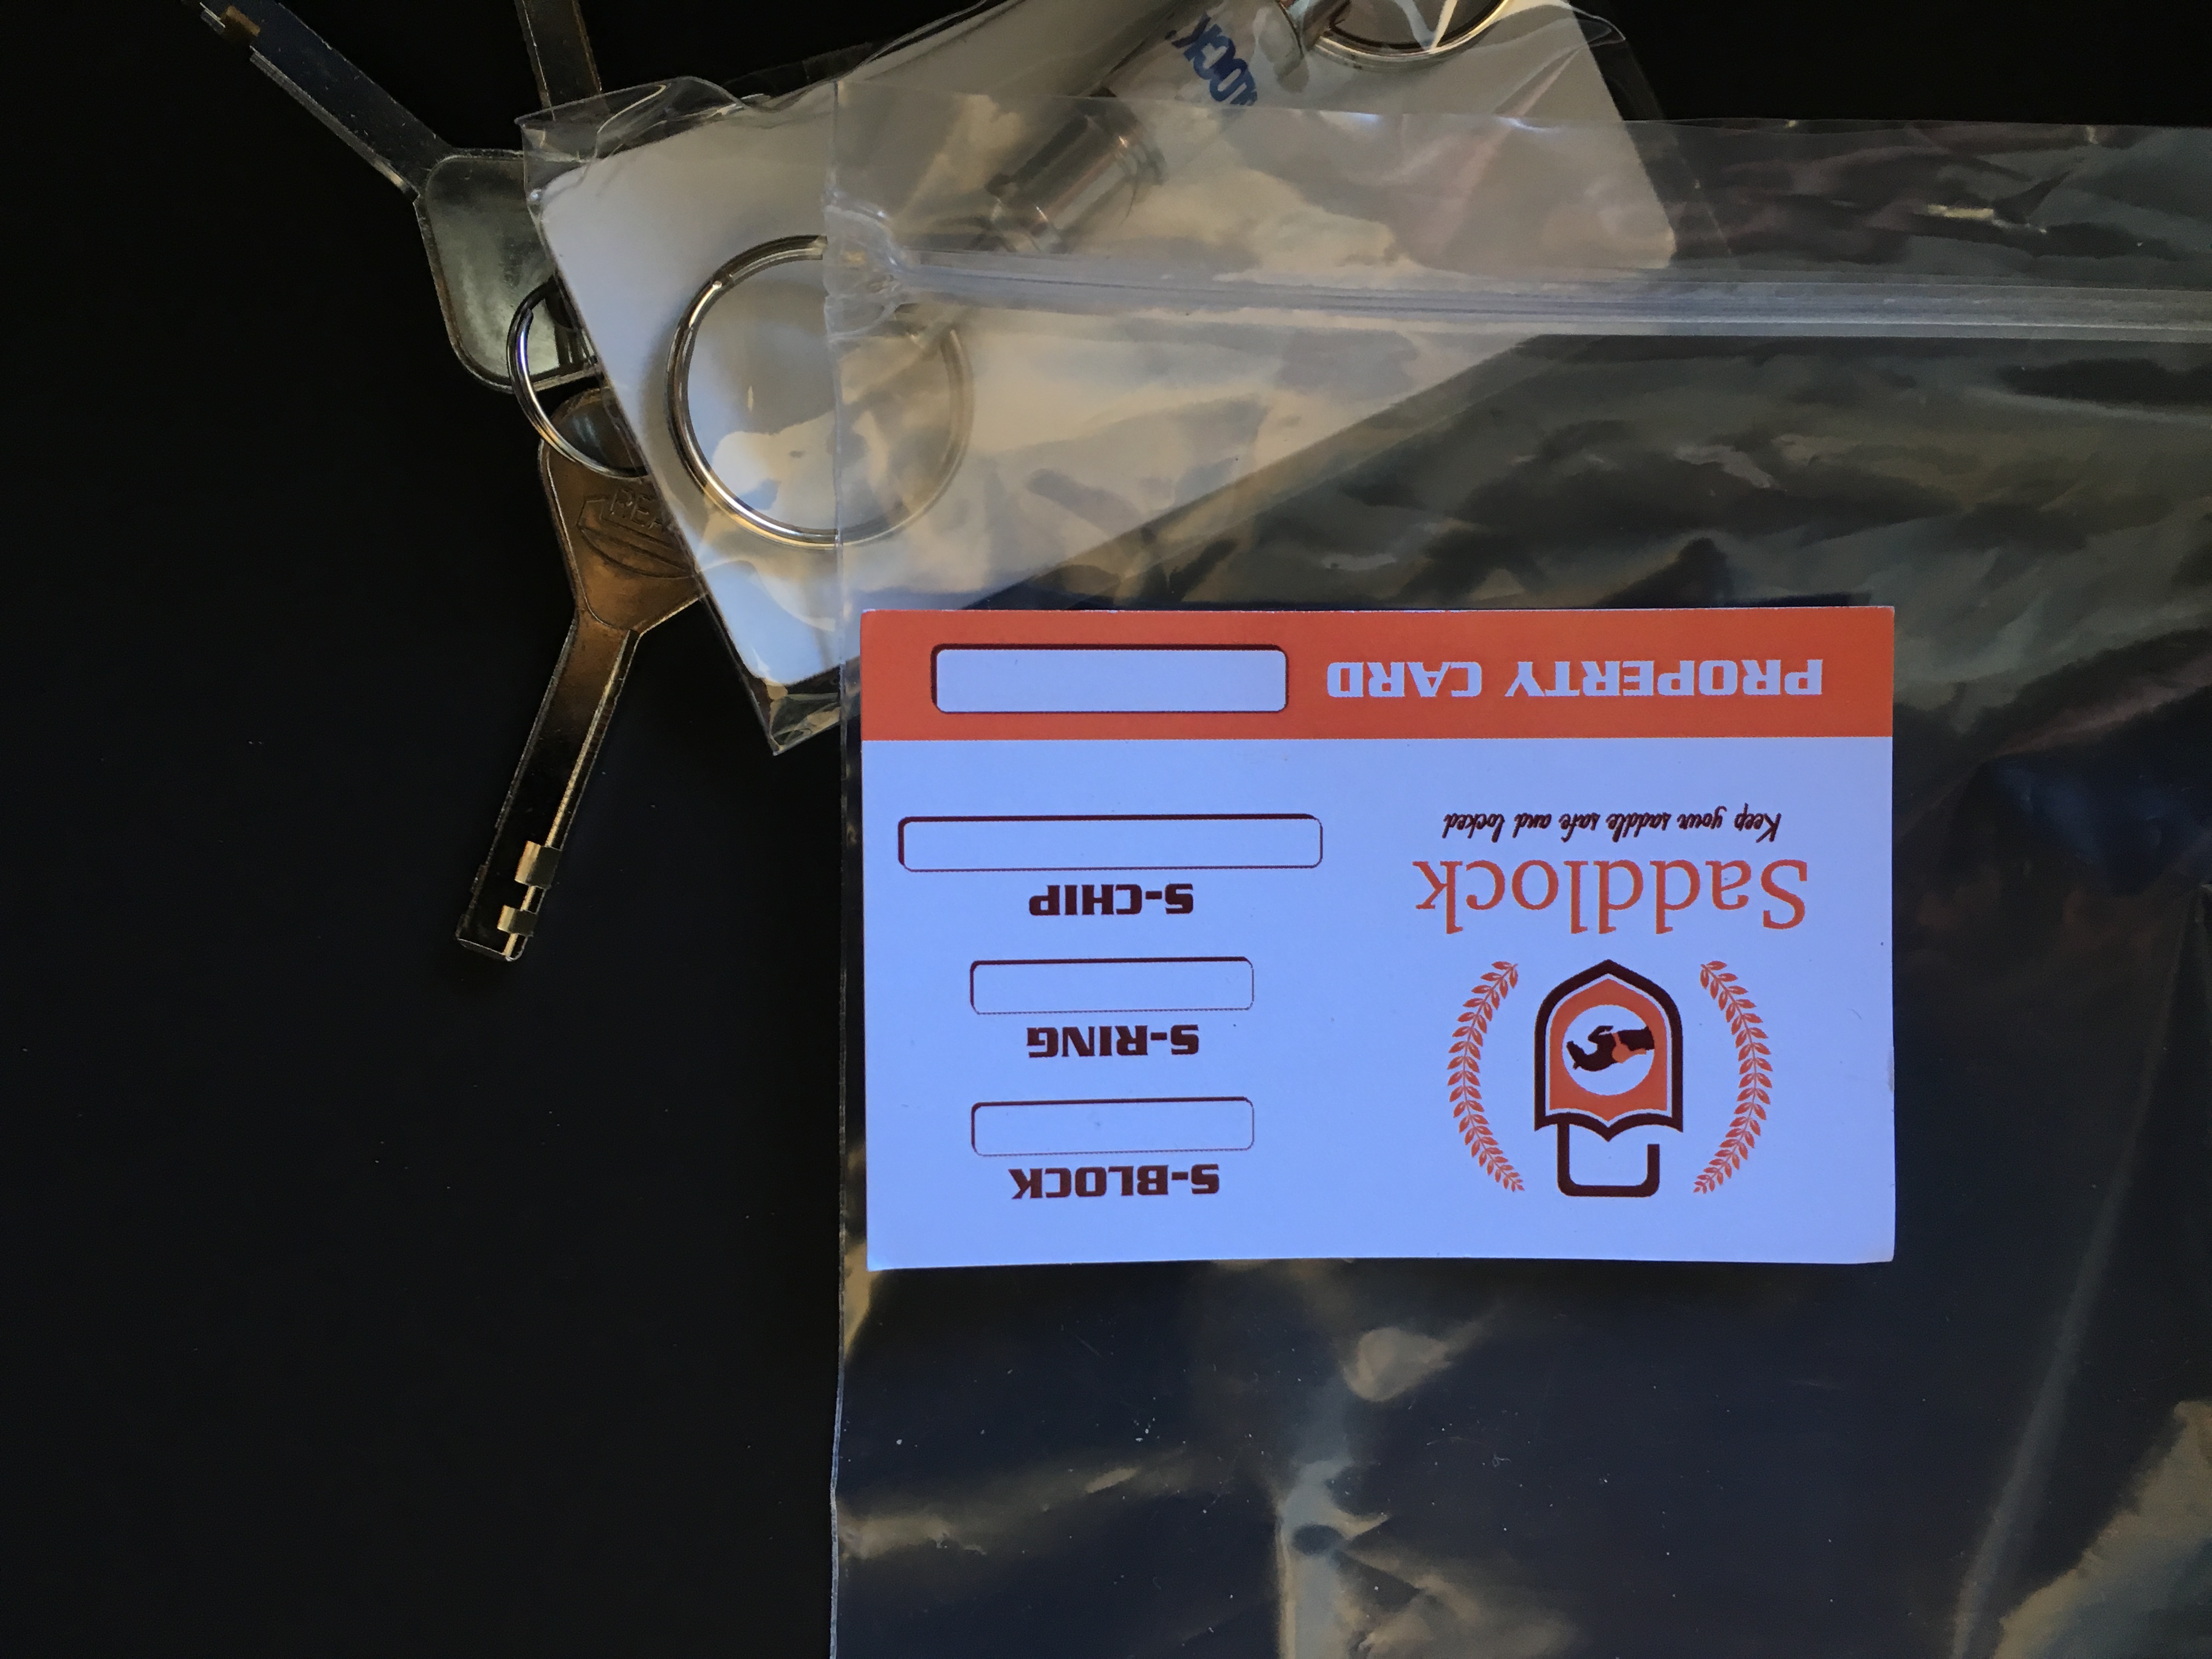 Saddlock
Keep your saddle safe and locked
S-BLOCK
S-RING
S-CHIP
PROPERTY CARD